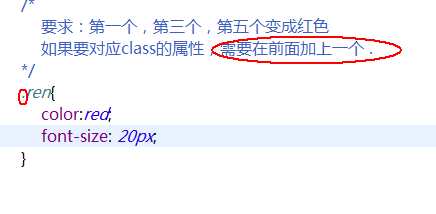 /*
要求：第一个，第三个，第五个变成红色
如果要对应class的属性，需要在前面加上一个 .
*/
.ren{
color:red;
font-size: 20px;
}